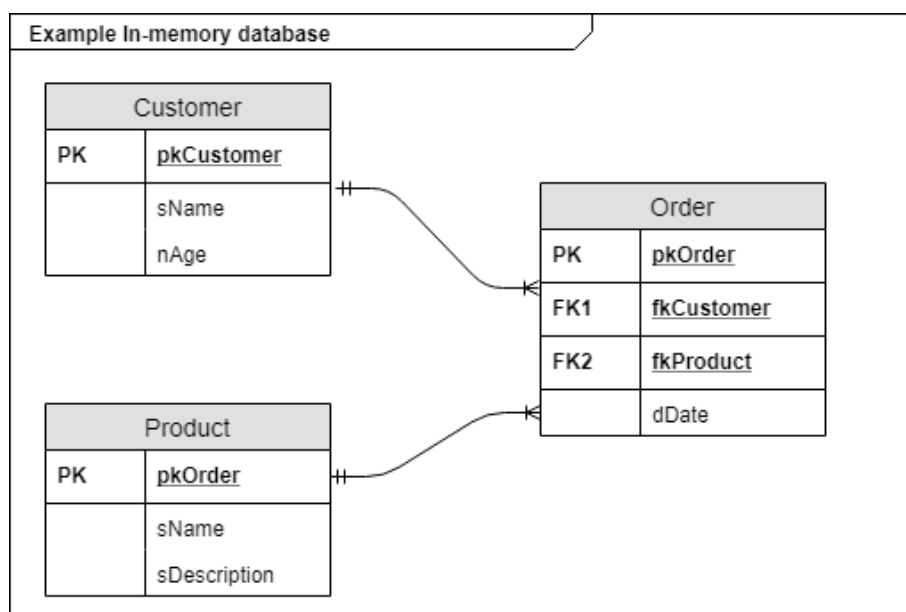 Example In-memory database
Customer
PK pkCustomer
sName
nAge
Order
PK pkOrder
FK1 fkCustomer
FK2 fkProduct
dDate
Product
PK pkOrder
sName
sDescription